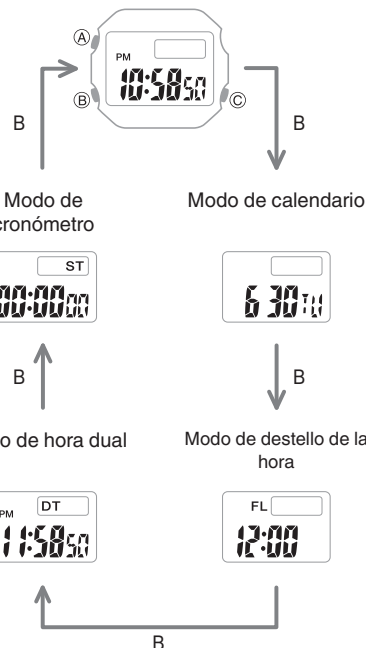 A
PM
10:58 50
B
C
B
B
Modo de
cronómetro
Modo de calendario
ST
00:00 00
6 30 TU
B
B
o de hora dual
Modo de destello de la
hora
PM
DT
11:58 50
FL
12:00
B